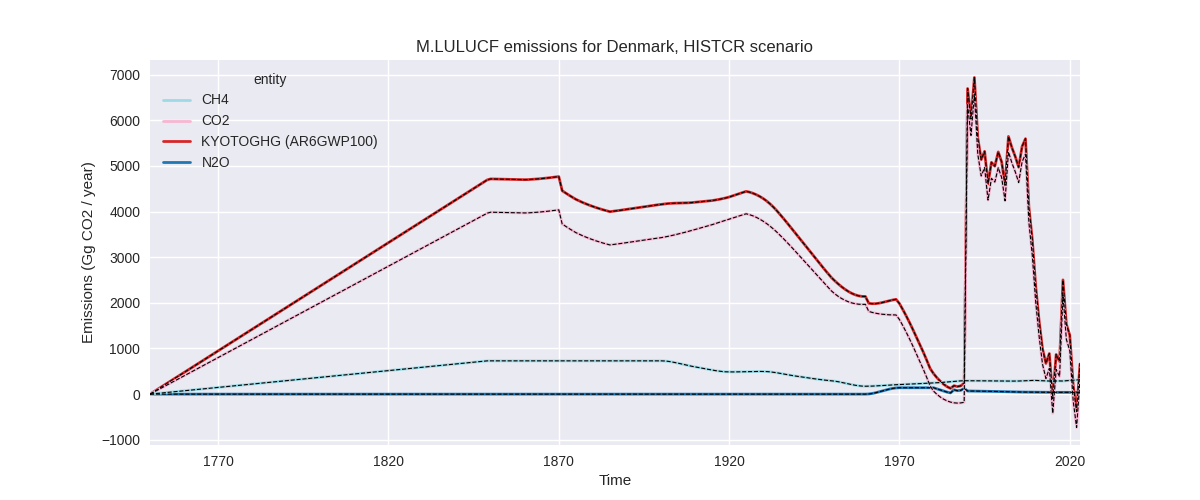 M.LULUCF emissions for Denmark, HISTCR scenario
7000
6000
5000
4000
3000
2000
1000
0
−1000
Emissions (Gg CO2 / year)
entity
CH4
CO2
KYOTOGHG (AR6GWP100)
N2O
1770
1820
1870
1920
1970
2020
Time